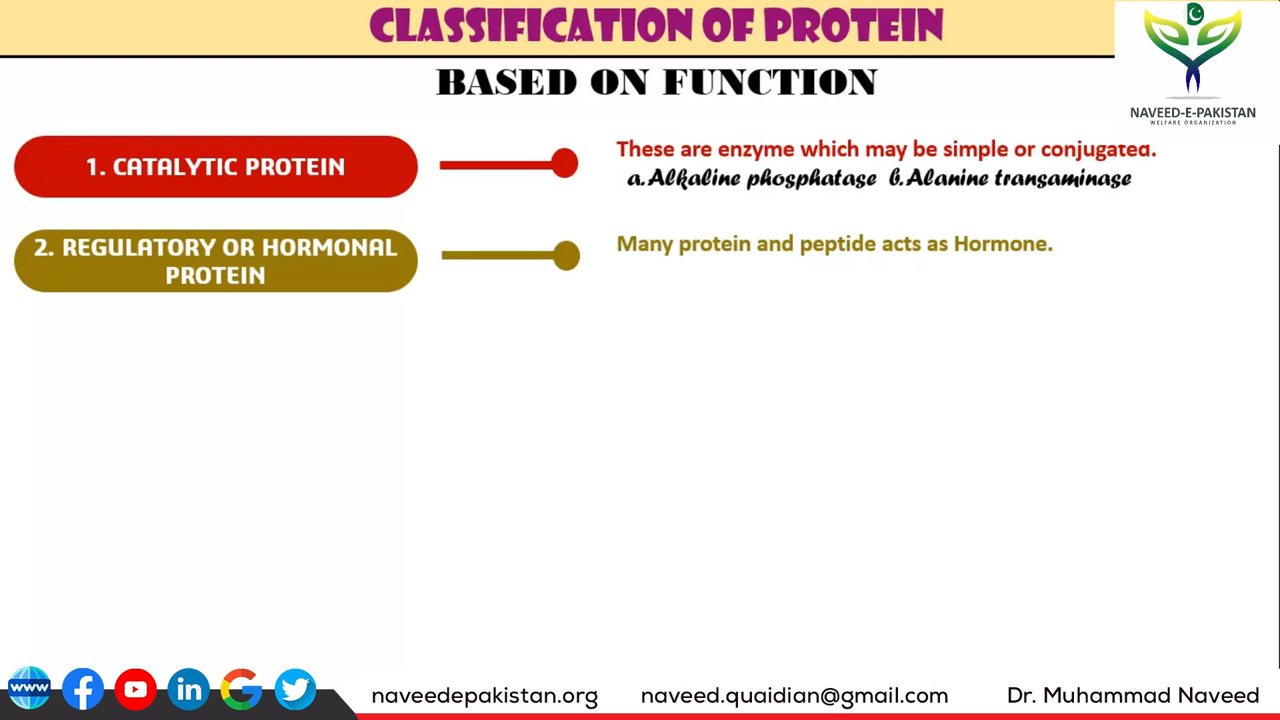 CLASSIFICATION OF PROTEIN
BASED ON FUNCTION
NAVEED-E-PAKISTAN
WELFARE ORGANIZATION
1. CATALYTIC PROTEIN
These are enzyme which may be simple or conjugated.
a. Alkaline phosphatase b. Alanine transaminase
2. REGULATORY OR HORMONAL
PROTEIN
Many protein and peptide acts as Hormone.
www
naveedepakistan.org naveed.quaidian@gmail.com Dr. Muhammad Naveed